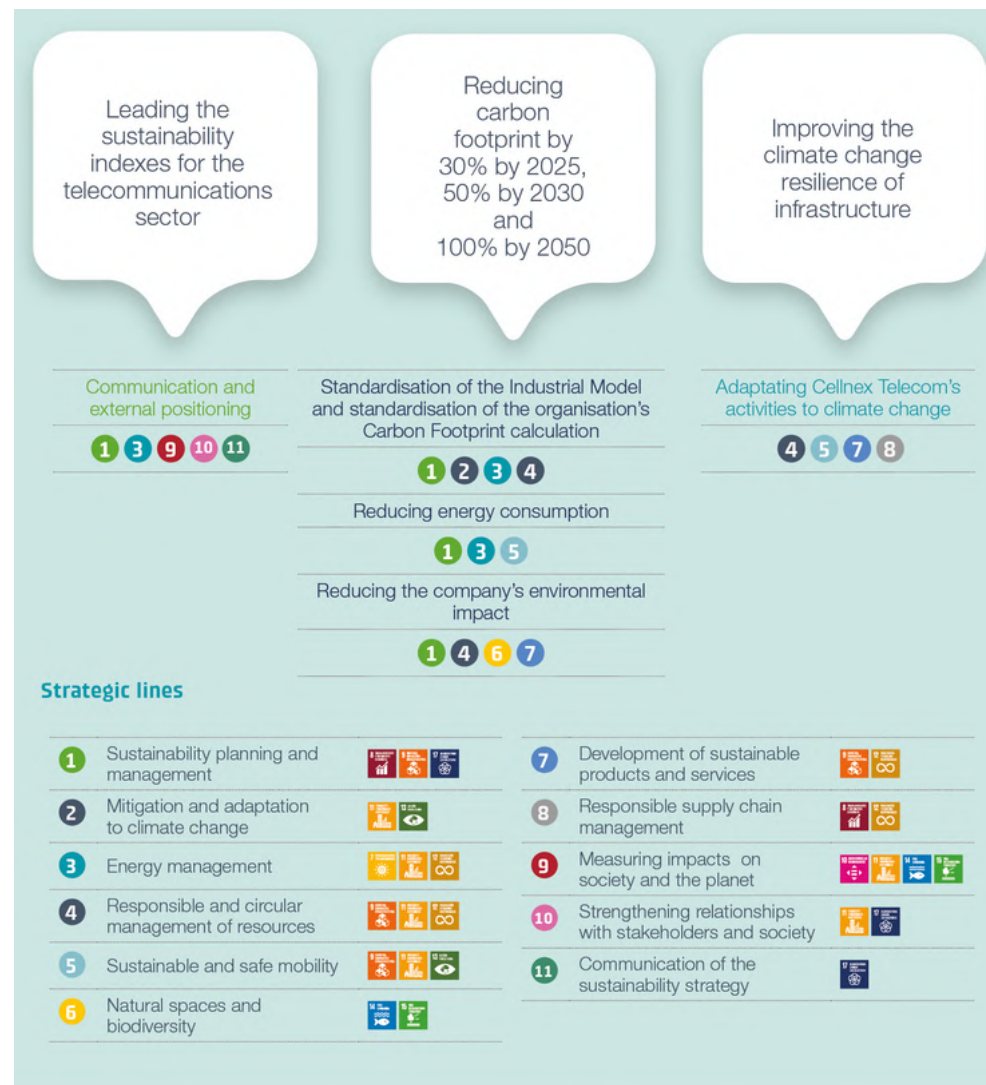 Leading the
sustainability
indexes for the
telecommunications
sector
Reducing
carbon
footprint by
30% by 2025,
50% by 2030
and
100% by 2050
Improving the
climate change
resilience of
infrastructure
Communication and
external positioning
1 3 9 10 11
Standardisation of the Industrial Model
and standardisation of the organisation's
Carbon Footprint calculation
1 2 3 4
Reducing energy consumption
1 3 5
Reducing the company's environmental
impact
1 4 6 7
Adaptating Cellnex Telecom's
activities to climate change
4 5 7 8
Strategic lines
1 Sustainability planning and
management
2 Mitigation and adaptation
to climate change
3 Energy management
4 Responsible and circular
management of resources
5 Sustainable and safe mobility
6 Natural spaces and
biodiversity
7 Development of sustainable
products and services
8 Responsible supply chain
management
9 Measuring impacts on
society and the planet
10 Strengthening relationships
with stakeholders and society
11 Communication of the
sustainability strategy